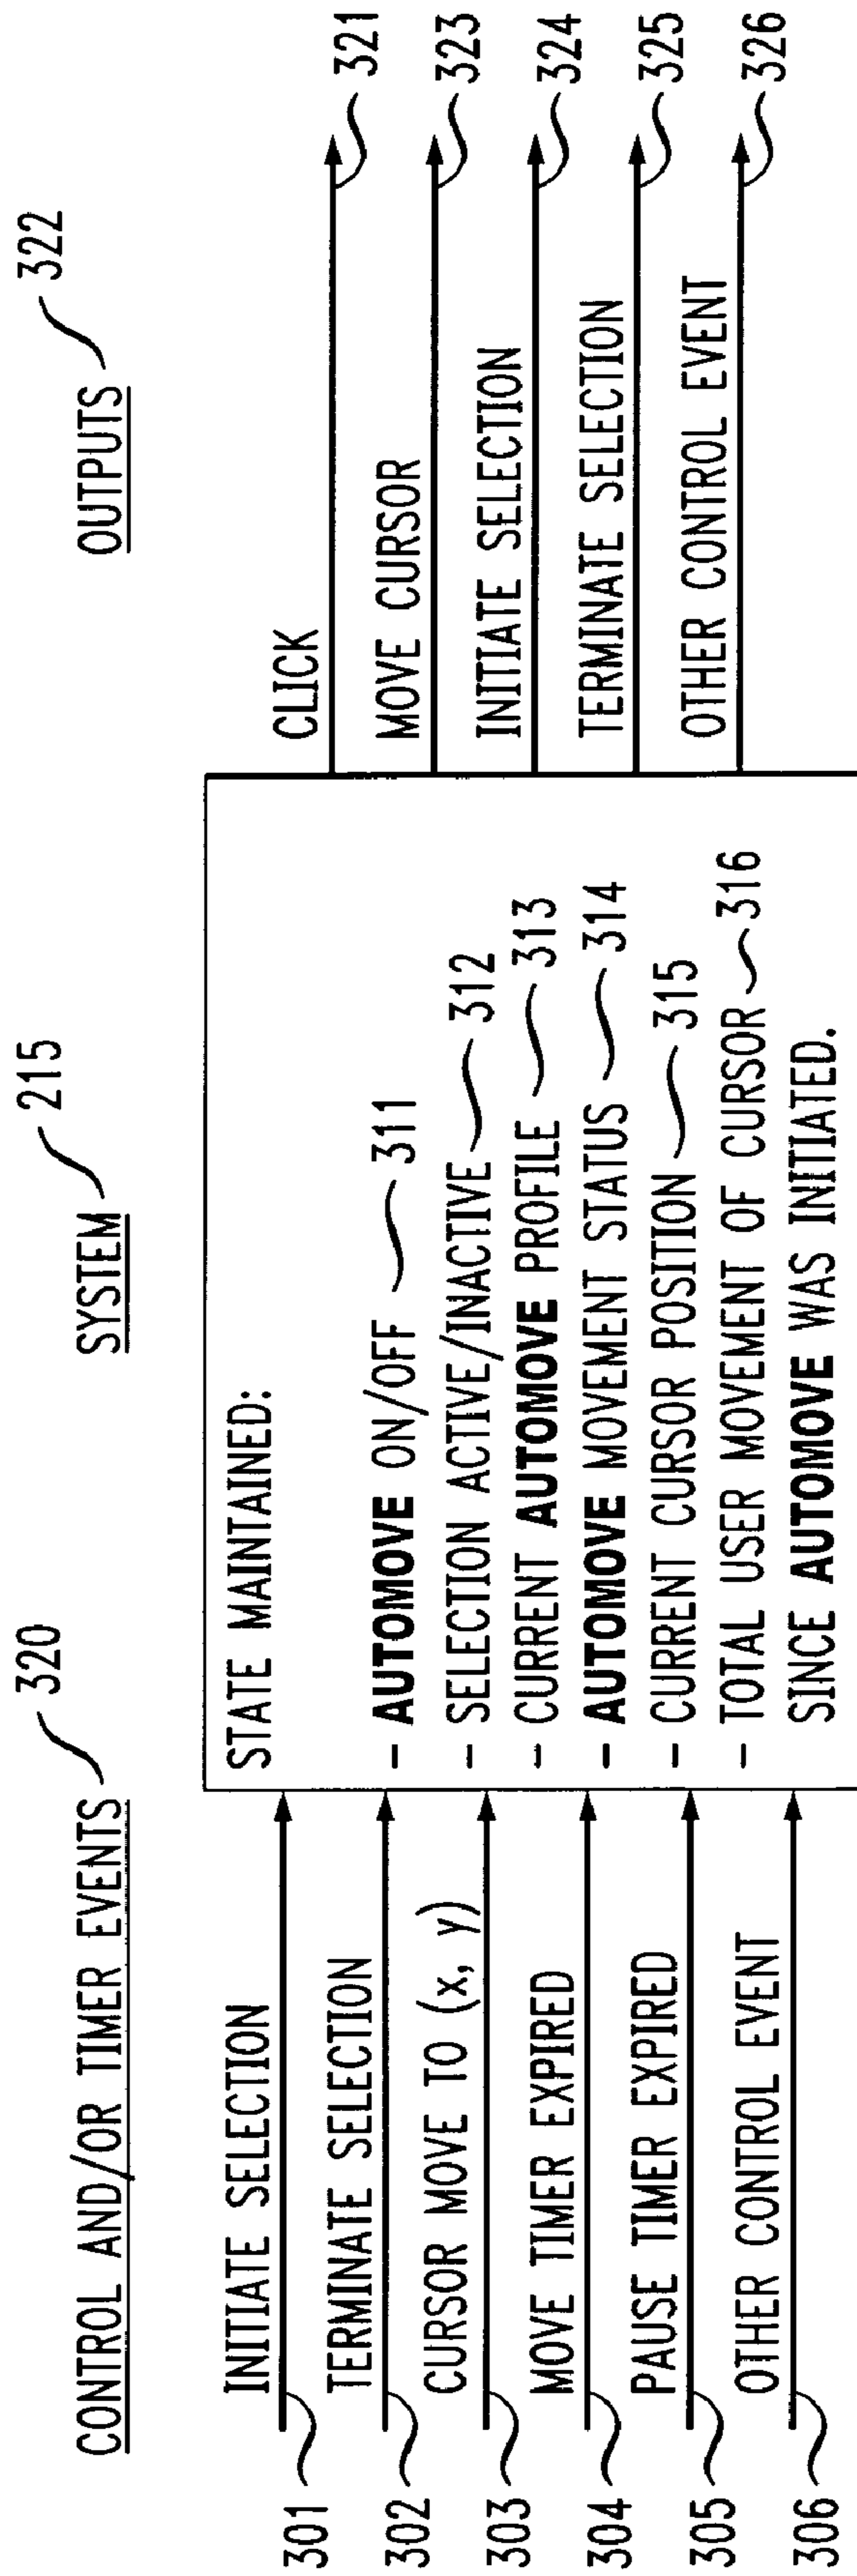 CONTROL AND/OR TIMER EVENTS 320
301 INITIATE SELECTION
302 TERMINATE SELECTION
303 CURSOR MOVE TO (x, y)
304 MOVE TIMER EXPIRED
305 PAUSE TIMER EXPIRED
306 OTHER CONTROL EVENT
SYSTEM 215
STATE MAINTAINED:
- AUTOMOVE ON/OFF 311
- SELECTION ACTIVE/INACTIVE 312
- CURRENT AUTOMOVE PROFILE 313
- AUTOMOVE MOVEMENT STATUS 314
- CURRENT CURSOR POSITION 315
- TOTAL USER MOVEMENT OF CURSOR 316
SINCE AUTOMOVE WAS INITIATED.
OUTPUTS 322
CLICK 321
MOVE CURSOR 323
INITIATE SELECTION 324
TERMINATE SELECTION 325
OTHER CONTROL EVENT 326